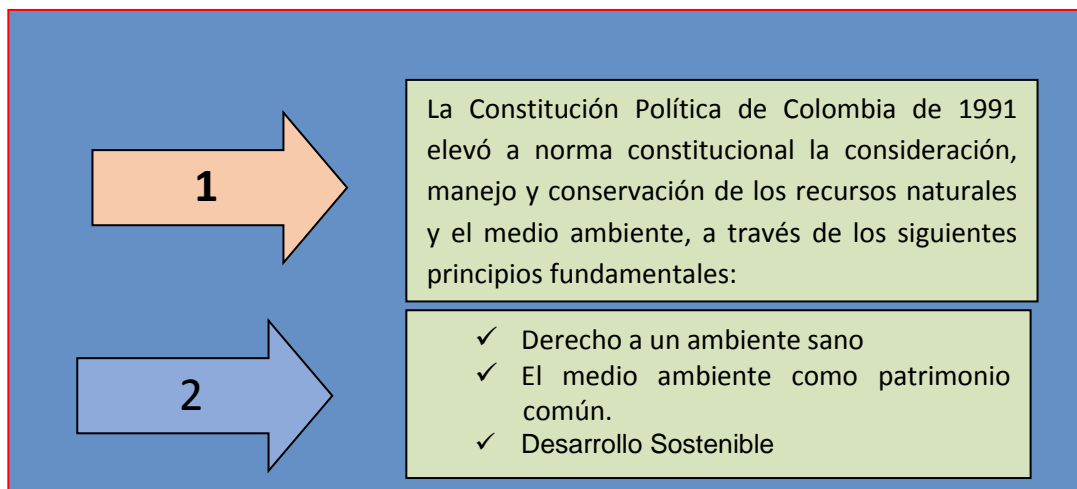 1
La Constitución Política de Colombia de 1991
elevó a norma constitucional la consideración,
manejo y conservación de los recursos naturales
y el medio ambiente, a través de los siguientes
principios fundamentales:
2
✓ Derecho a un ambiente sano
✓ El medio ambiente como patrimonio
común.
✓ Desarrollo Sostenible